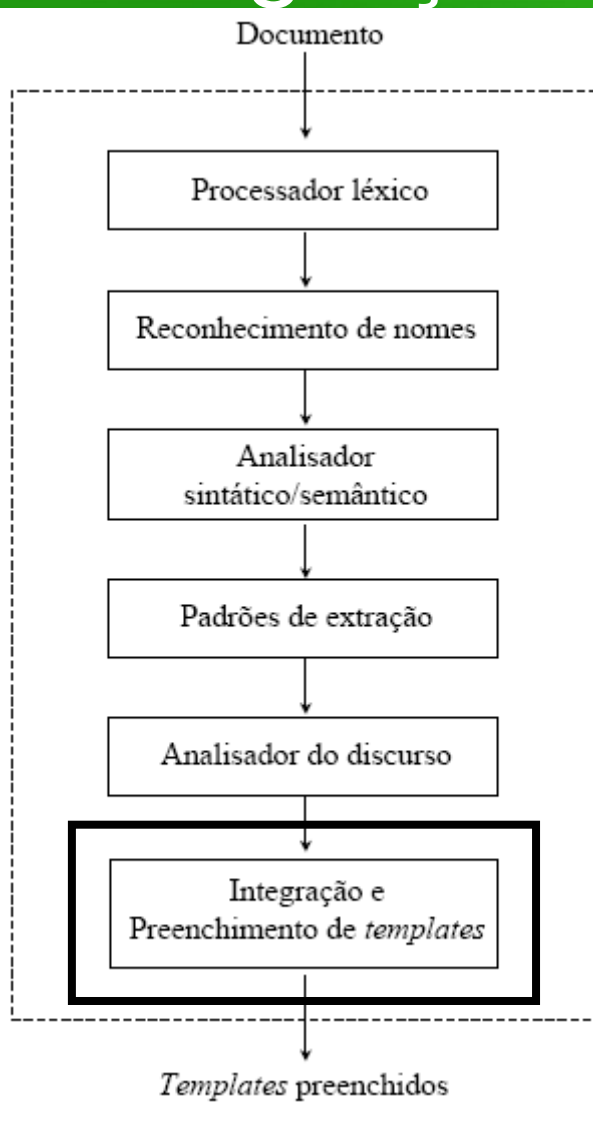 Documento
Processador léxico
Reconhecimento de nomes
Analisador
sintático/semântico
Padrões de extração
Analisador do discurso
Integração e
Preenchimento de templates
Templates preenchidos